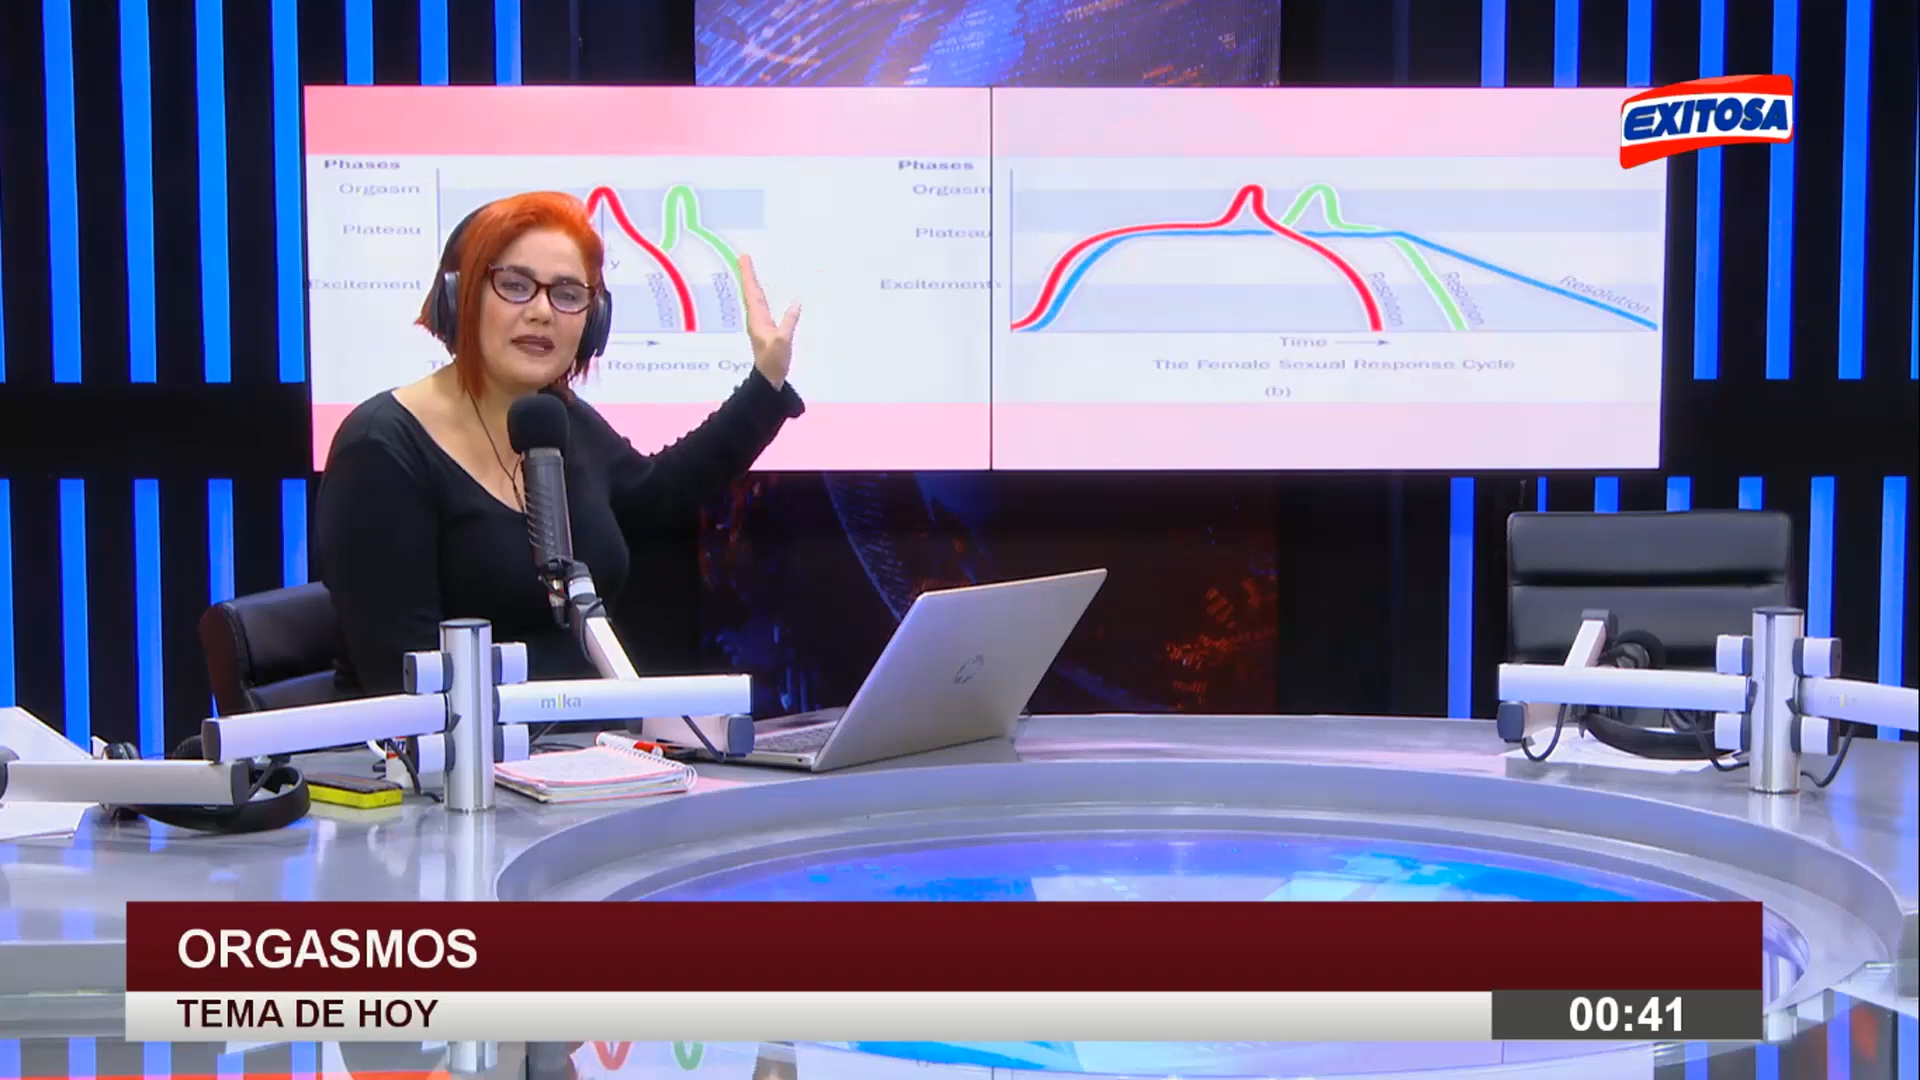 EXITOSA
Phases
Orgasm
Plateau
Excitement
Resolution
Resolution
Response
Phases
Orgasm
Plateau
Excitement
Resolution
Resolution
Resolution
Time
The Female Sexual Response Cycle
(b)
mika
ORGASMOS
TEMA DE HOY
00:41